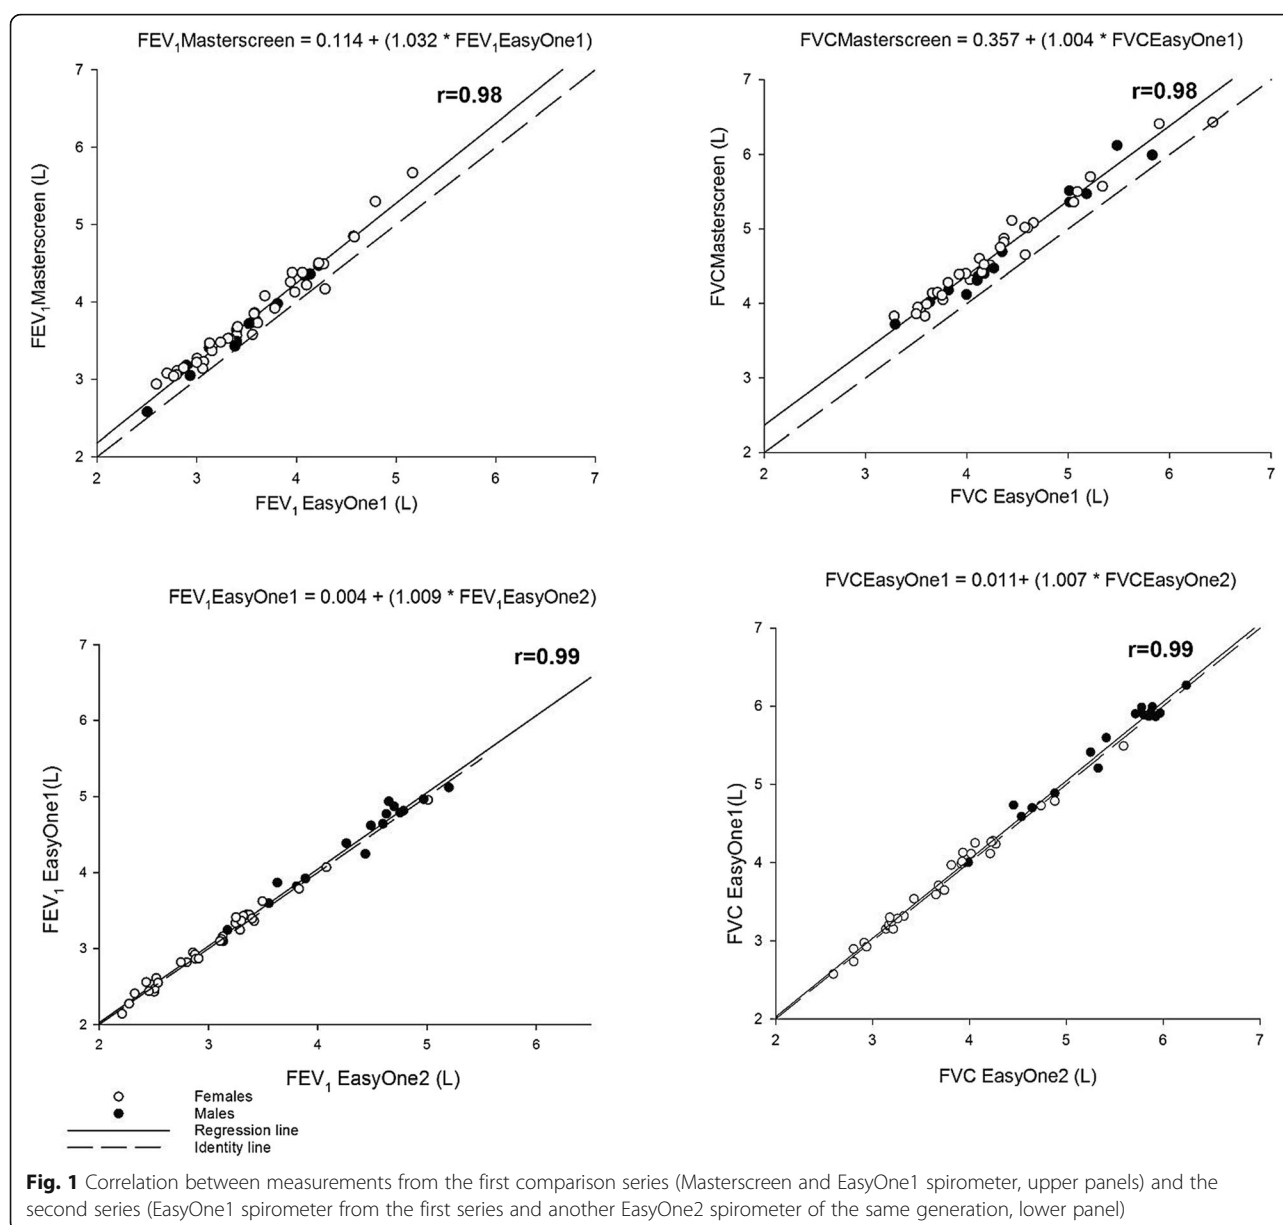 FEV1Masterscreen = 0.114 + (1.032 * FEV1EasyOne1)
r=0.98
FEV1Masterscreen (L)
7
6
5
4
3
2
2 3 4 5 6 7
FEV1 EasyOne1 (L)
FVCMasterscreen = 0.357 + (1.004 * FVCEasyOne1)
r=0.98
FVCMasterscreen (L)
7
6
5
4
3
2
2 3 4 5 6 7
FVC EasyOne1 (L)
FEV1EasyOne1 = 0.004 + (1.009 * FEV1EasyOne2)
r=0.99
FEV1 EasyOne1(L)
7
6
5
4
3
2
2 3 4 5 6
FEV1 EasyOne2 (L)
FVCEasyOne1 = 0.011+ (1.007 * FVCEasyOne2)
r=0.99
FVC EasyOne1(L)
7
6
5
4
3
2
2 3 4 5 6 7
FVC EasyOne2 (L)
Females
Males
Regression line
Identity line
Fig. 1 Correlation between measurements from the first comparison series (Masterscreen and EasyOne1 spirometer, upper panels) and the
second series (EasyOne1 spirometer from the first series and another EasyOne2 spirometer of the same generation, lower panel)